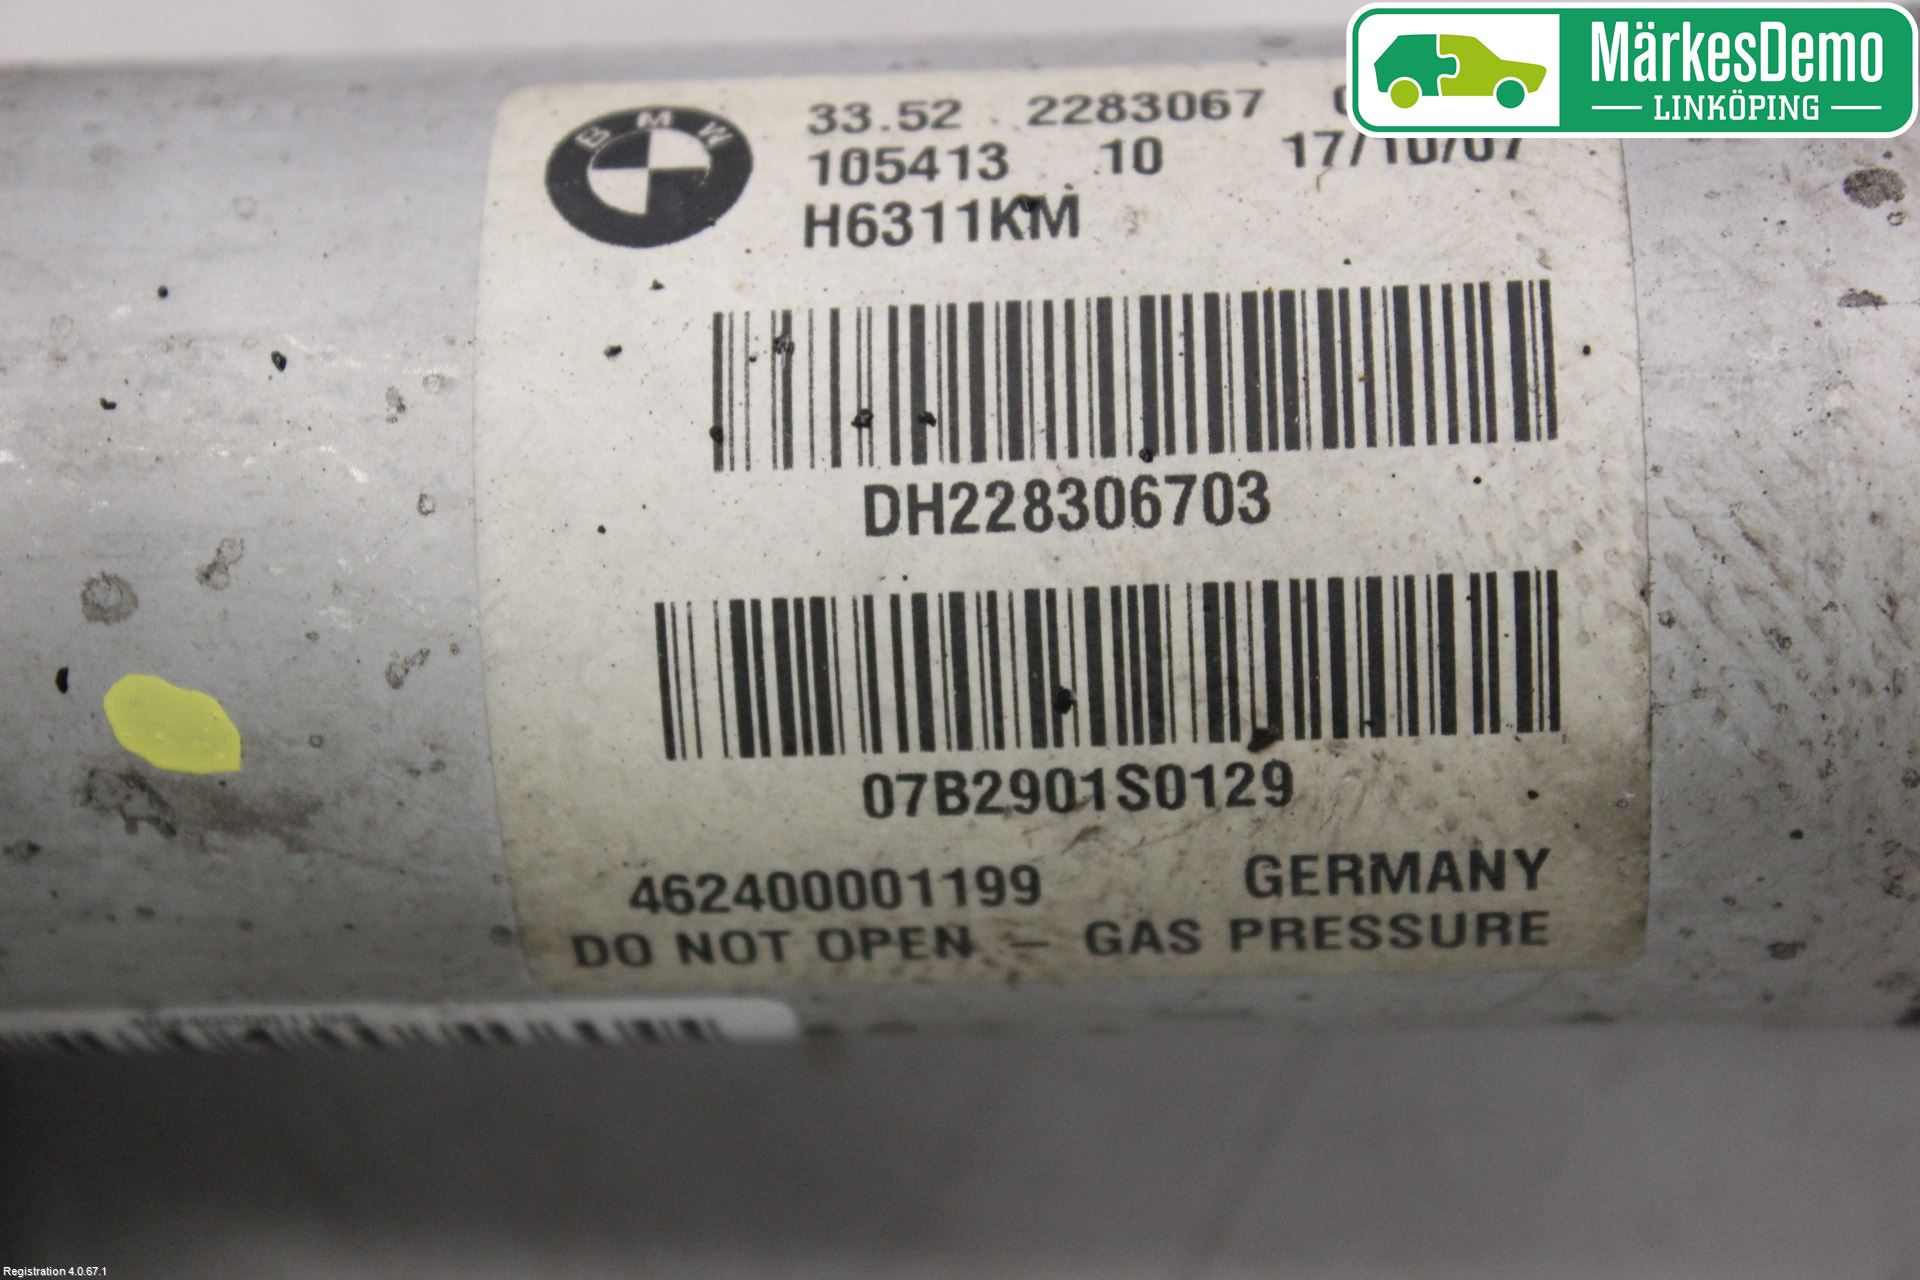 BMW
33.52 2283067
105413 10 17/10/07
H6311KM
DH228306703
07B2901S0129
462400001199 GERMANY
DO NOT OPEN – GAS PRESSURE
MärkesDemo
LINKÖPING
Registration 4.0.67.1